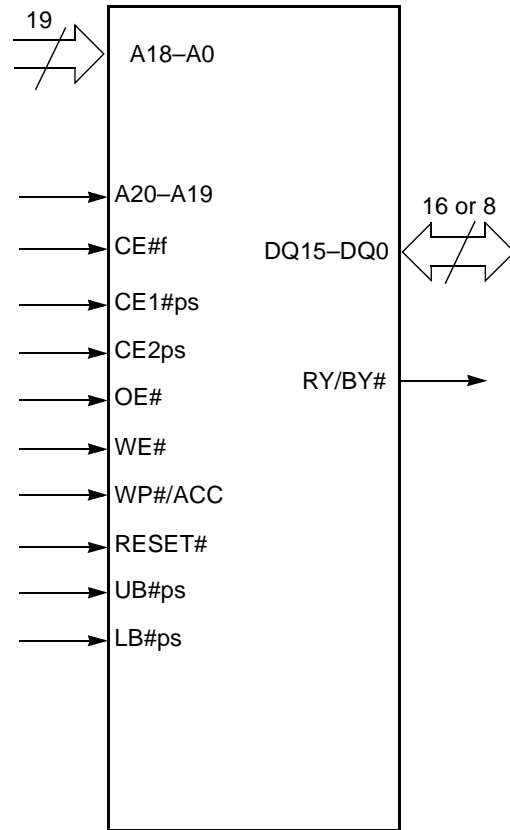 19
A18–A0
A20–A19
16 or 8
CE#f
DQ15–DQ0
CE1#ps
CE2ps
RY/BY#
OE#
WE#
WP#/ACC
RESET#
UB#ps
LB#ps